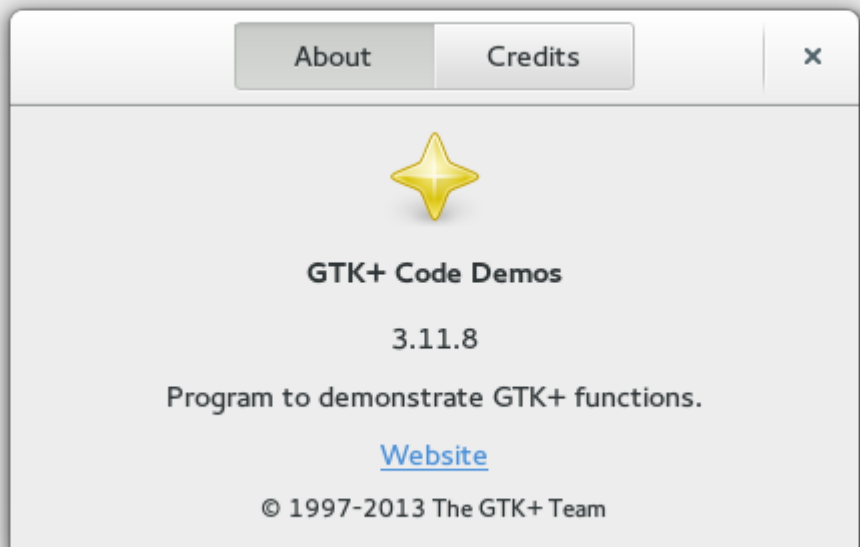 About Credits ×
GTK+ Code Demos
3.11.8
Program to demonstrate GTK+ functions.
Website
© 1997-2013 The GTK+ Team